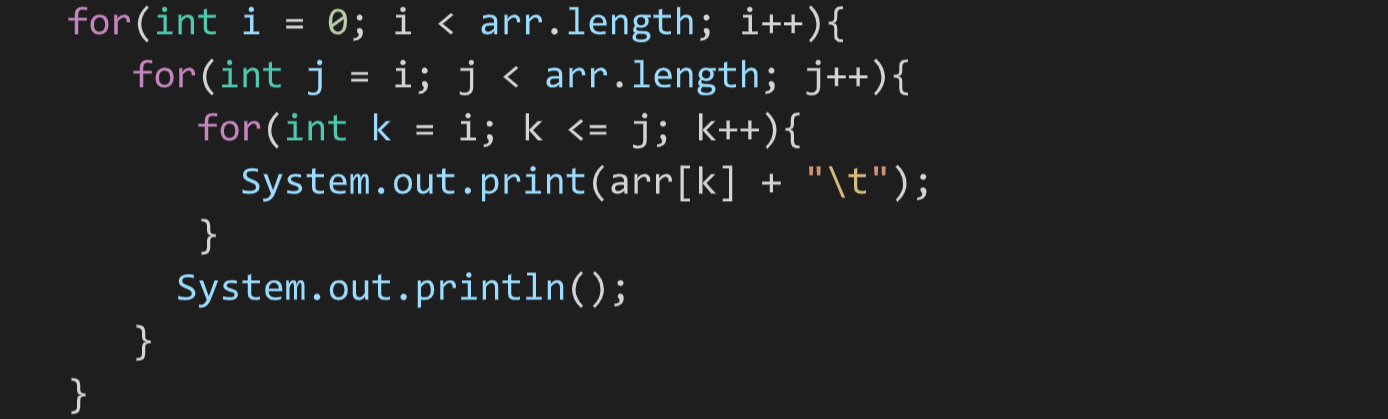 for(int i = 0; i < arr.length; i++){
for(int j = i; j < arr.length; j++){
for(int k = i; k <= j; k++){
System.out.print(arr[k] + "\t");
}
System.out.println();
}
}